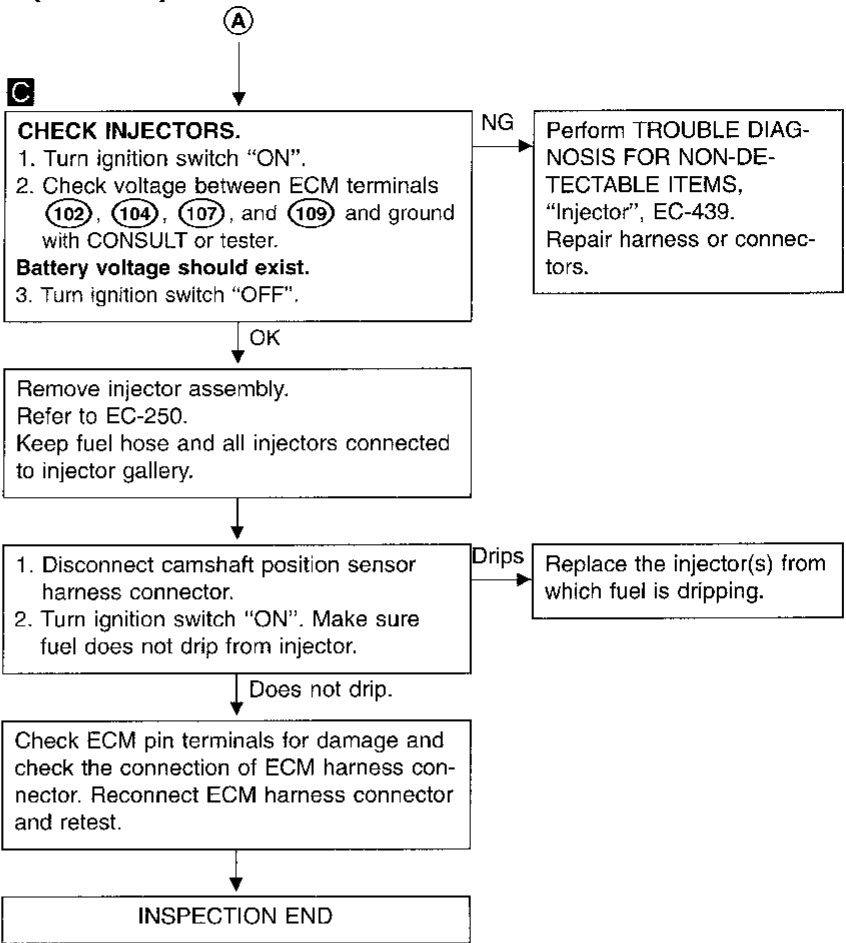 A
C
CHECK INJECTORS.
1. Turn ignition switch “ON”.
2. Check voltage between ECM terminals
102, 104, 107, and 109 and ground
with CONSULT or tester.
Battery voltage should exist.
3. Turn ignition switch “OFF”.
NG
Perform TROUBLE DIAG-
NOSIS FOR NON-DE-
TECTABLE ITEMS,
“Injector”, EC-439.
Repair harness or connec-
tors.
OK
Remove injector assembly.
Refer to EC-250.
Keep fuel hose and all injectors connected
to injector gallery.
1. Disconnect camshaft position sensor
harness connector.
2. Turn ignition switch “ON”. Make sure
fuel does not drip from injector.
Drips
Replace the injector(s) from
which fuel is dripping.
Does not drip.
Check ECM pin terminals for damage and
check the connection of ECM harness con-
nector. Reconnect ECM harness connector
and retest.
INSPECTION END